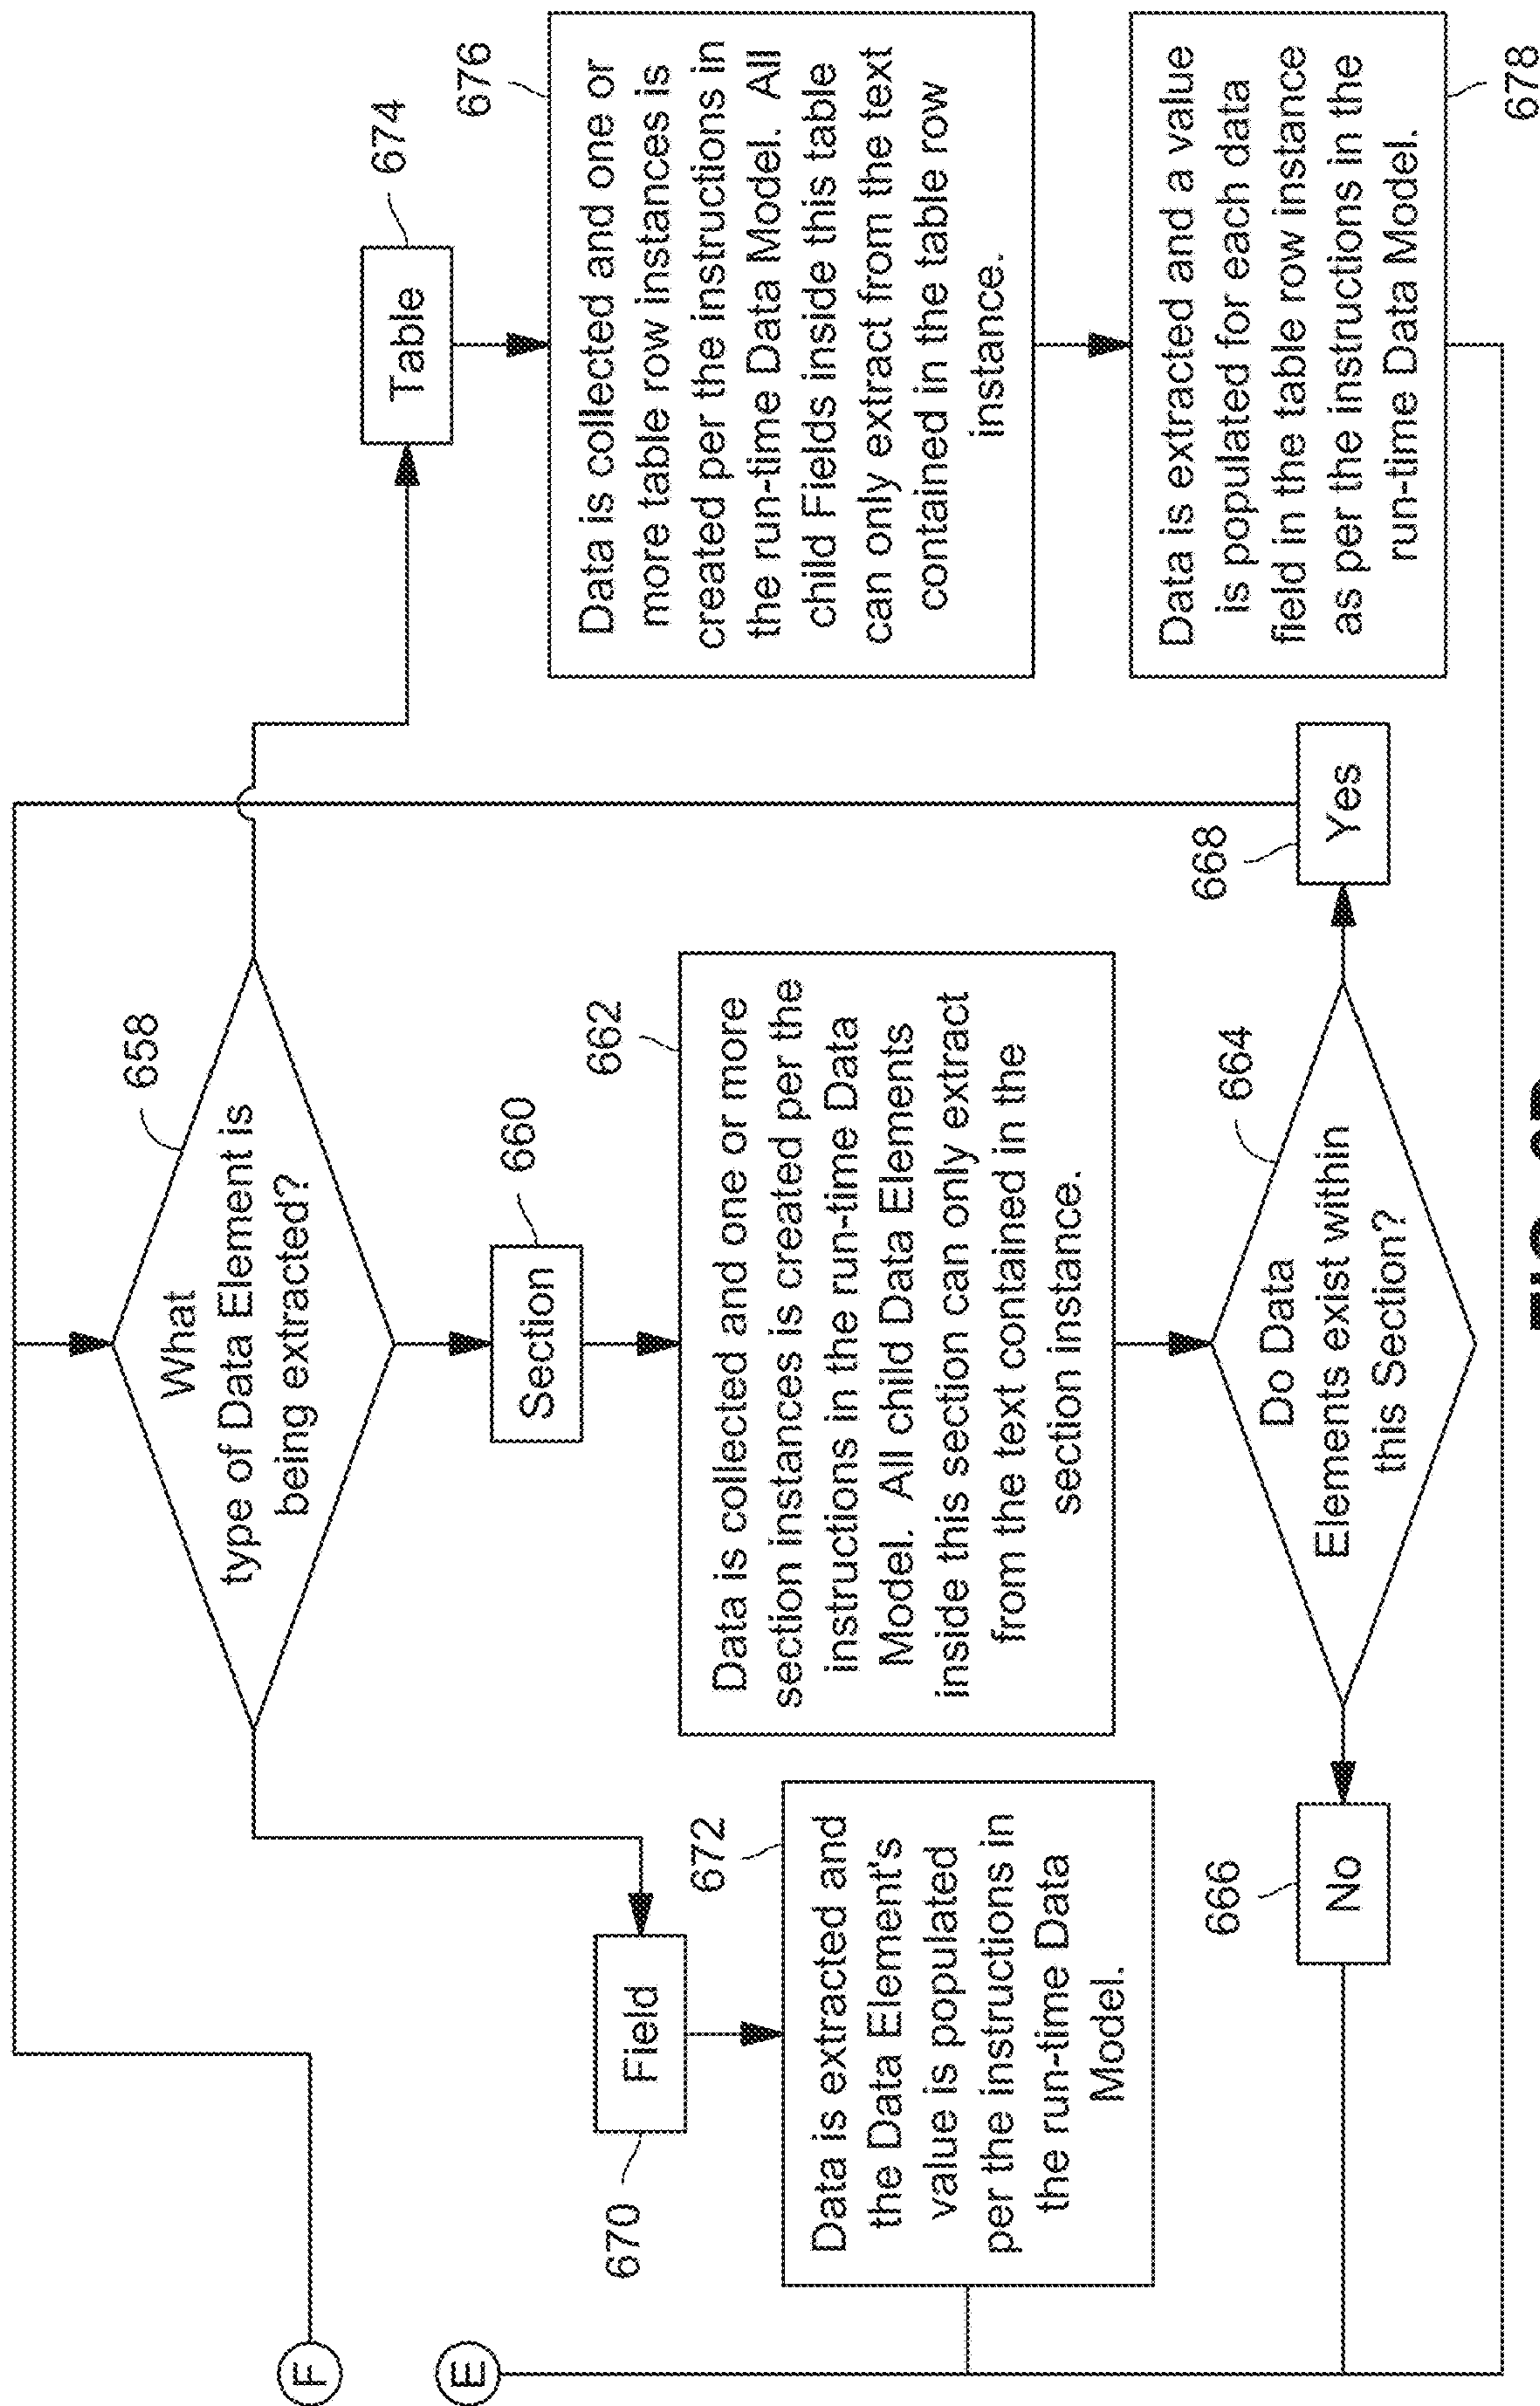 F
E
658
What
type of Data Element is
being extracted?
660
Section
662
Data is collected and one or more
section instances is created per the
instructions in the run-time Data
Model. All child Data Elements
inside this section can only extract
from the text contained in the
section instance.
664
Do Data
Elements exist within
this Section?
666
No
668
Yes
670
Field
672
Data is extracted and
the Data Element's
value is populated
per the instructions in
the run-time Data
Model.
674
Table
676
Data is collected and one or
more table row instances is
created per the instructions in
the run-time Data Model. All
child Fields inside this table
can only extract from the text
contained in the table row
instance.
678
Data is extracted and a value
is populated for each data
field in the table row instance
as per the instructions in the
run-time Data Model.